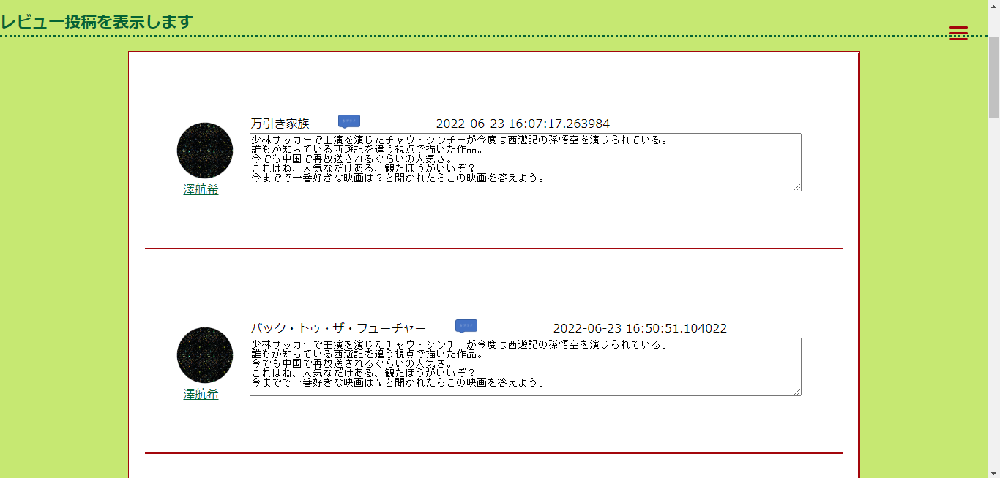 レビュー投稿を表示します
万引き家族 2022-06-23 16:07:17.263984
少林サッカーで主演を演じたチャウ・シンチーが今度は西遊記の孫悟空を演じられている。
誰もが知っている西遊記を違う視点で描いた作品。
今でも中国で再放送されるぐらいの人気さ。
これはね、人気なだけある、観たほうがいいぞ？
今までで一番好きな映画は？と聞かれたらこの映画を答えよう。
澤航希
バック・トゥ・ザ・フューチャー 2022-06-23 16:50:51.104022
少林サッカーで主演を演じたチャウ・シンチーが今度は西遊記の孫悟空を演じられている。
誰もが知っている西遊記を違う視点で描いた作品。
今でも中国で再放送されるぐらいの人気さ。
これはね、人気なだけある、観たほうがいいぞ？
今までで一番好きな映画は？と聞かれたらこの映画を答えよう。
澤航希